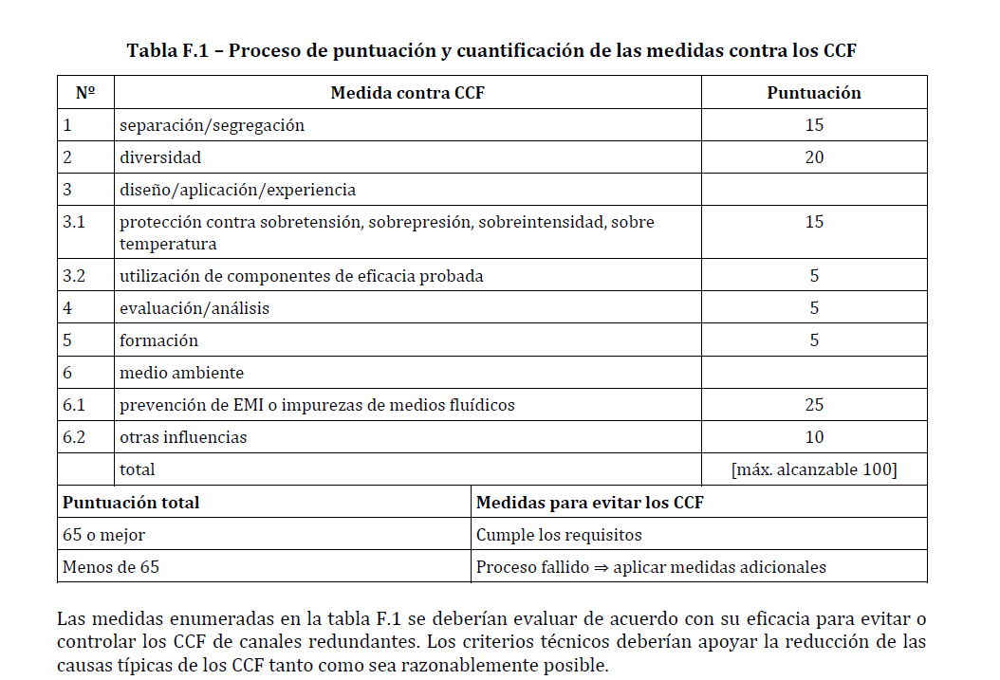 Tabla F.1 – Proceso de puntuación y cuantificación de las medidas contra los CCF
Nº Medida contra CCF Puntuación
1 separación/segregación 15
2 diversidad 20
3 diseño/aplicación/experiencia
3.1 protección contra sobretensión, sobrepresión, sobreintensidad, sobre 15
temperatura
3.2 utilización de componentes de eficacia probada 5
4 evaluación/análisis 5
5 formación 5
6 medio ambiente
6.1 prevención de EMI o impurezas de medios fluídicos 25
6.2 otras influencias 10
total [máx. alcanzable 100]
Puntuación total Medidas para evitar los CCF
65 o mejor Cumple los requisitos
Menos de 65 Proceso fallido ⇒ aplicar medidas adicionales
Las medidas enumeradas en la tabla F.1 se deberían evaluar de acuerdo con su eficacia para evitar o
controlar los CCF de canales redundantes. Los criterios técnicos deberían apoyar la reducción de las
causas típicas de los CCF tanto como sea razonablemente posible.